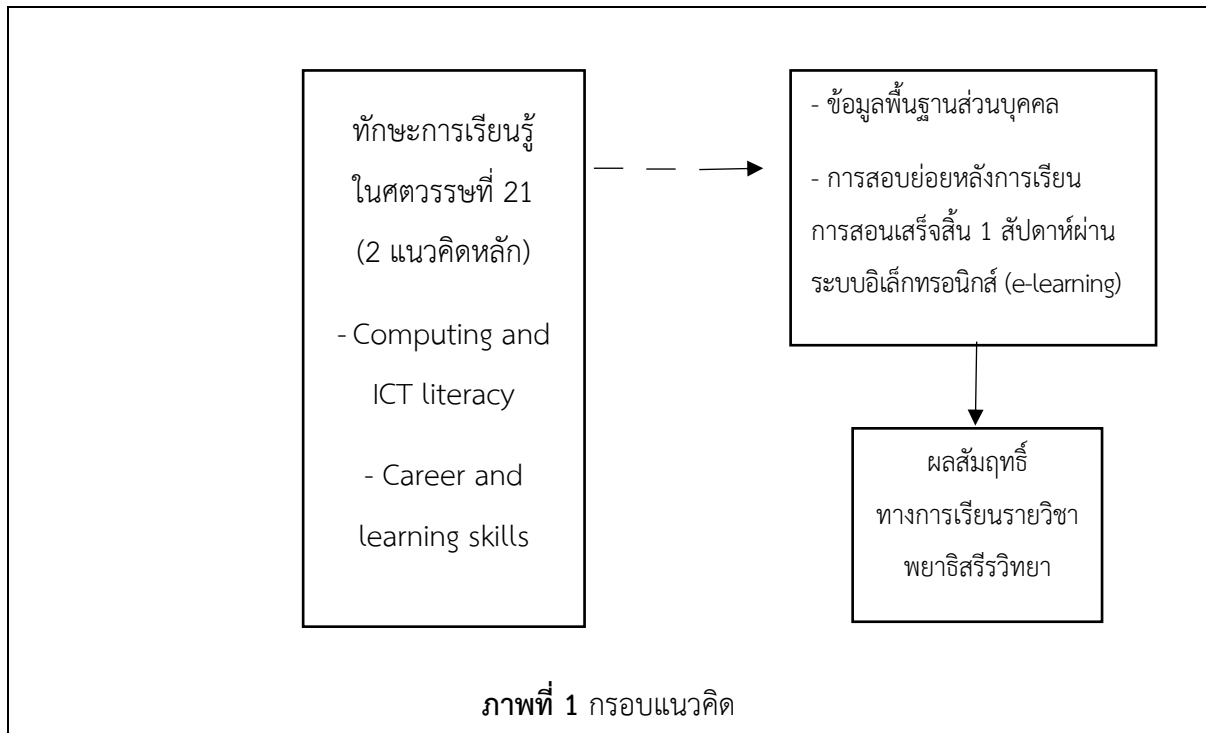 ทักษะการเรียนรู้
ในศตวรรษที่ 21
(2 แนวคิดหลัก)
- Computing and
ICT literacy
- Career and
learning skills
- ข้อมูลพื้นฐานส่วนบุคคล
- การสอบย่อยหลังการเรียน
การสอนเสร็จสิ้น 1 สัปดาห์ผ่าน
ระบบอิเล็กทรอนิกส์ (e-learning)
ผลสัมฤทธิ์
ทางการเรียนรายวิชา
พยาธิสรีรวิทยา
ภาพที่ 1 กรอบแนวคิด